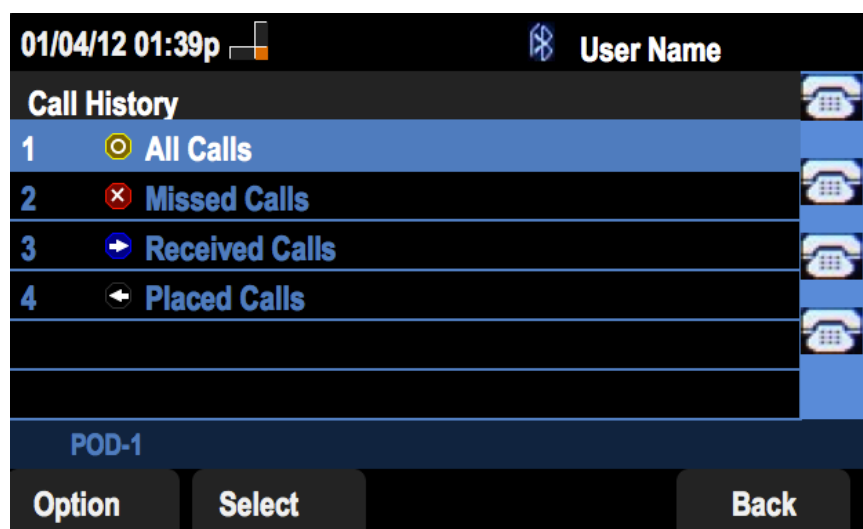 01/04/12 01:39p User Name
Call History
1 All Calls
2 Missed Calls
3 Received Calls
4 Placed Calls
POD-1
Option Select Back